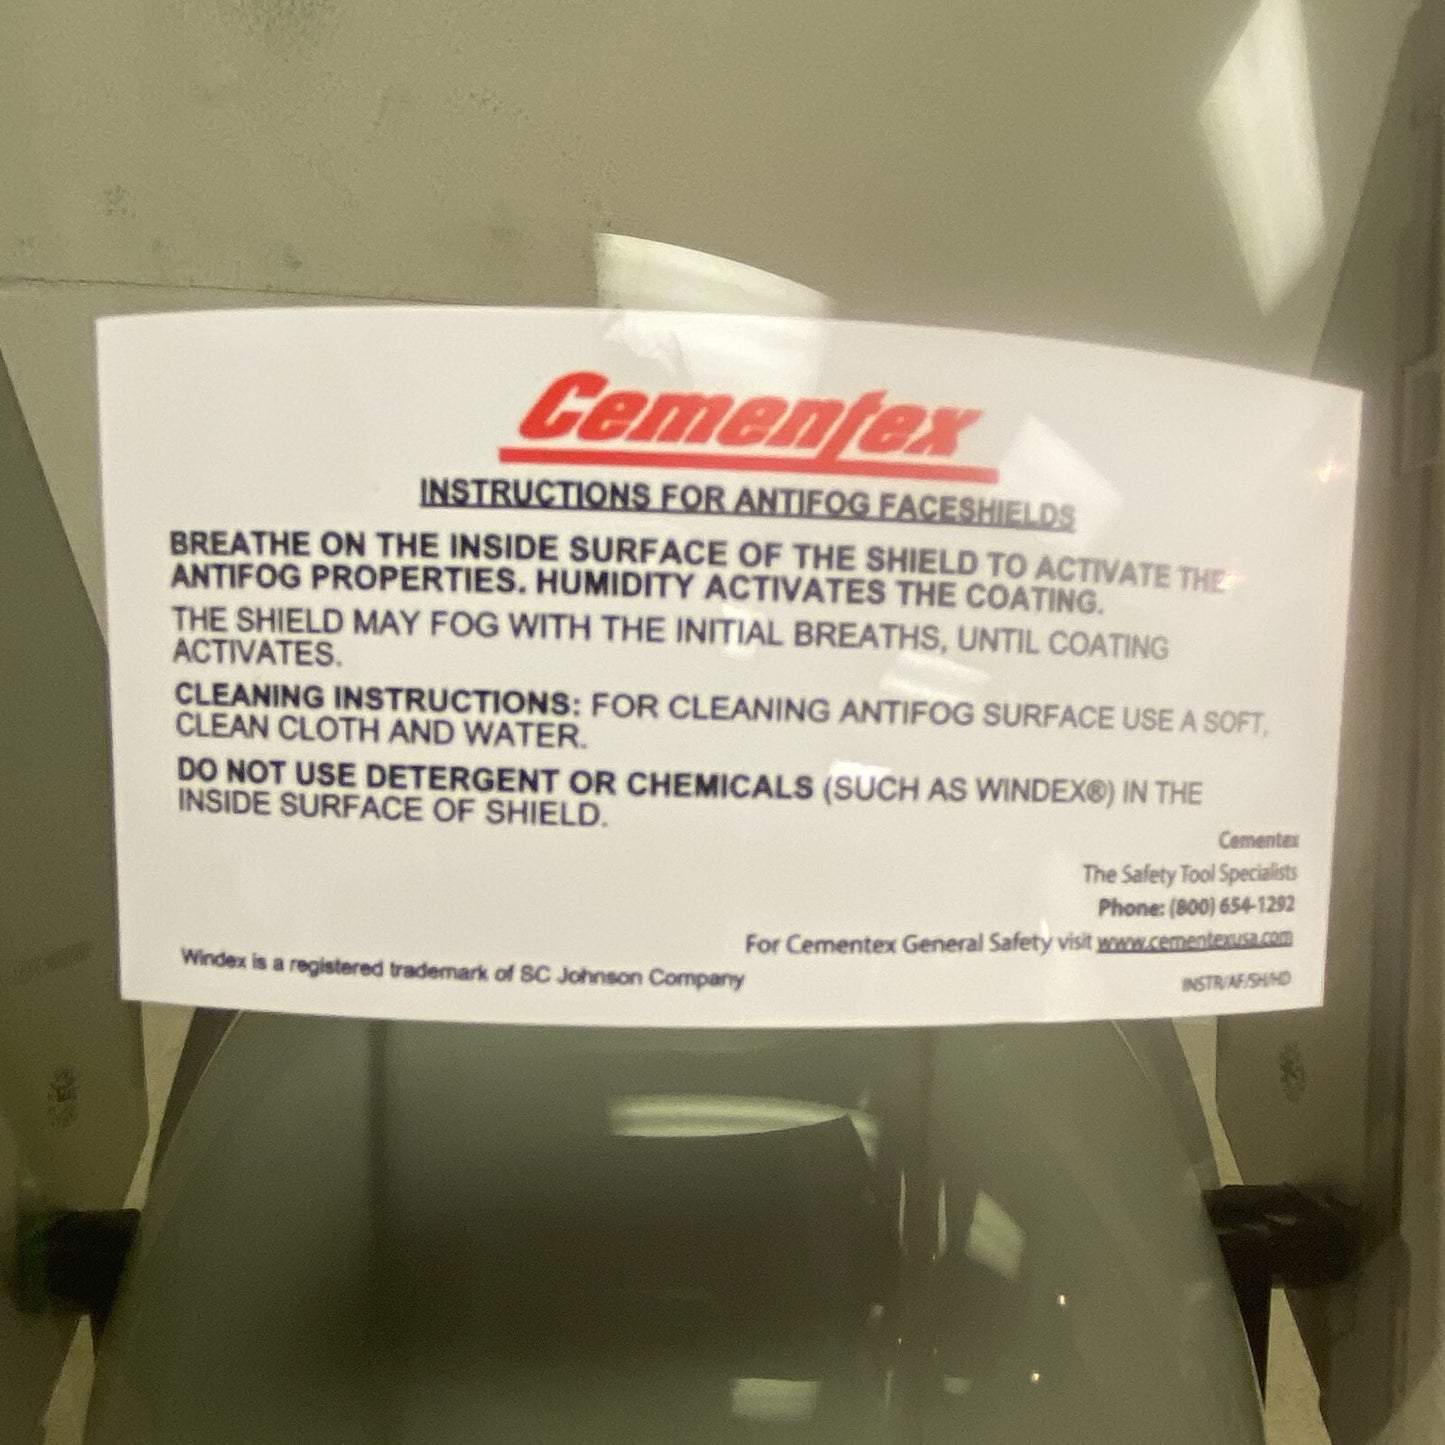 Cementex
INSTRUCTIONS FOR ANTIFOG FACESHIELDS
BREATHE ON THE INSIDE SURFACE OF THE SHIELD TO ACTIVATE THE
ANTIFOG PROPERTIES. HUMIDITY ACTIVATES THE COATING.
THE SHIELD MAY FOG WITH THE INITIAL BREATHS, UNTIL COATING
ACTIVATES.
CLEANING INSTRUCTIONS: FOR CLEANING ANTIFOG SURFACE USE A SOFT,
CLEAN CLOTH AND WATER.
DO NOT USE DETERGENT OR CHEMICALS (SUCH AS WINDEX®) IN THE
INSIDE SURFACE OF SHIELD.
Cementex
The Safety Tool Specialists
Phone: (800) 654-1292
For Cementex General Safety visit www.cementexusa.com
Windex is a registered trademark of SC Johnson Company
INSTR/AF/SH/HD